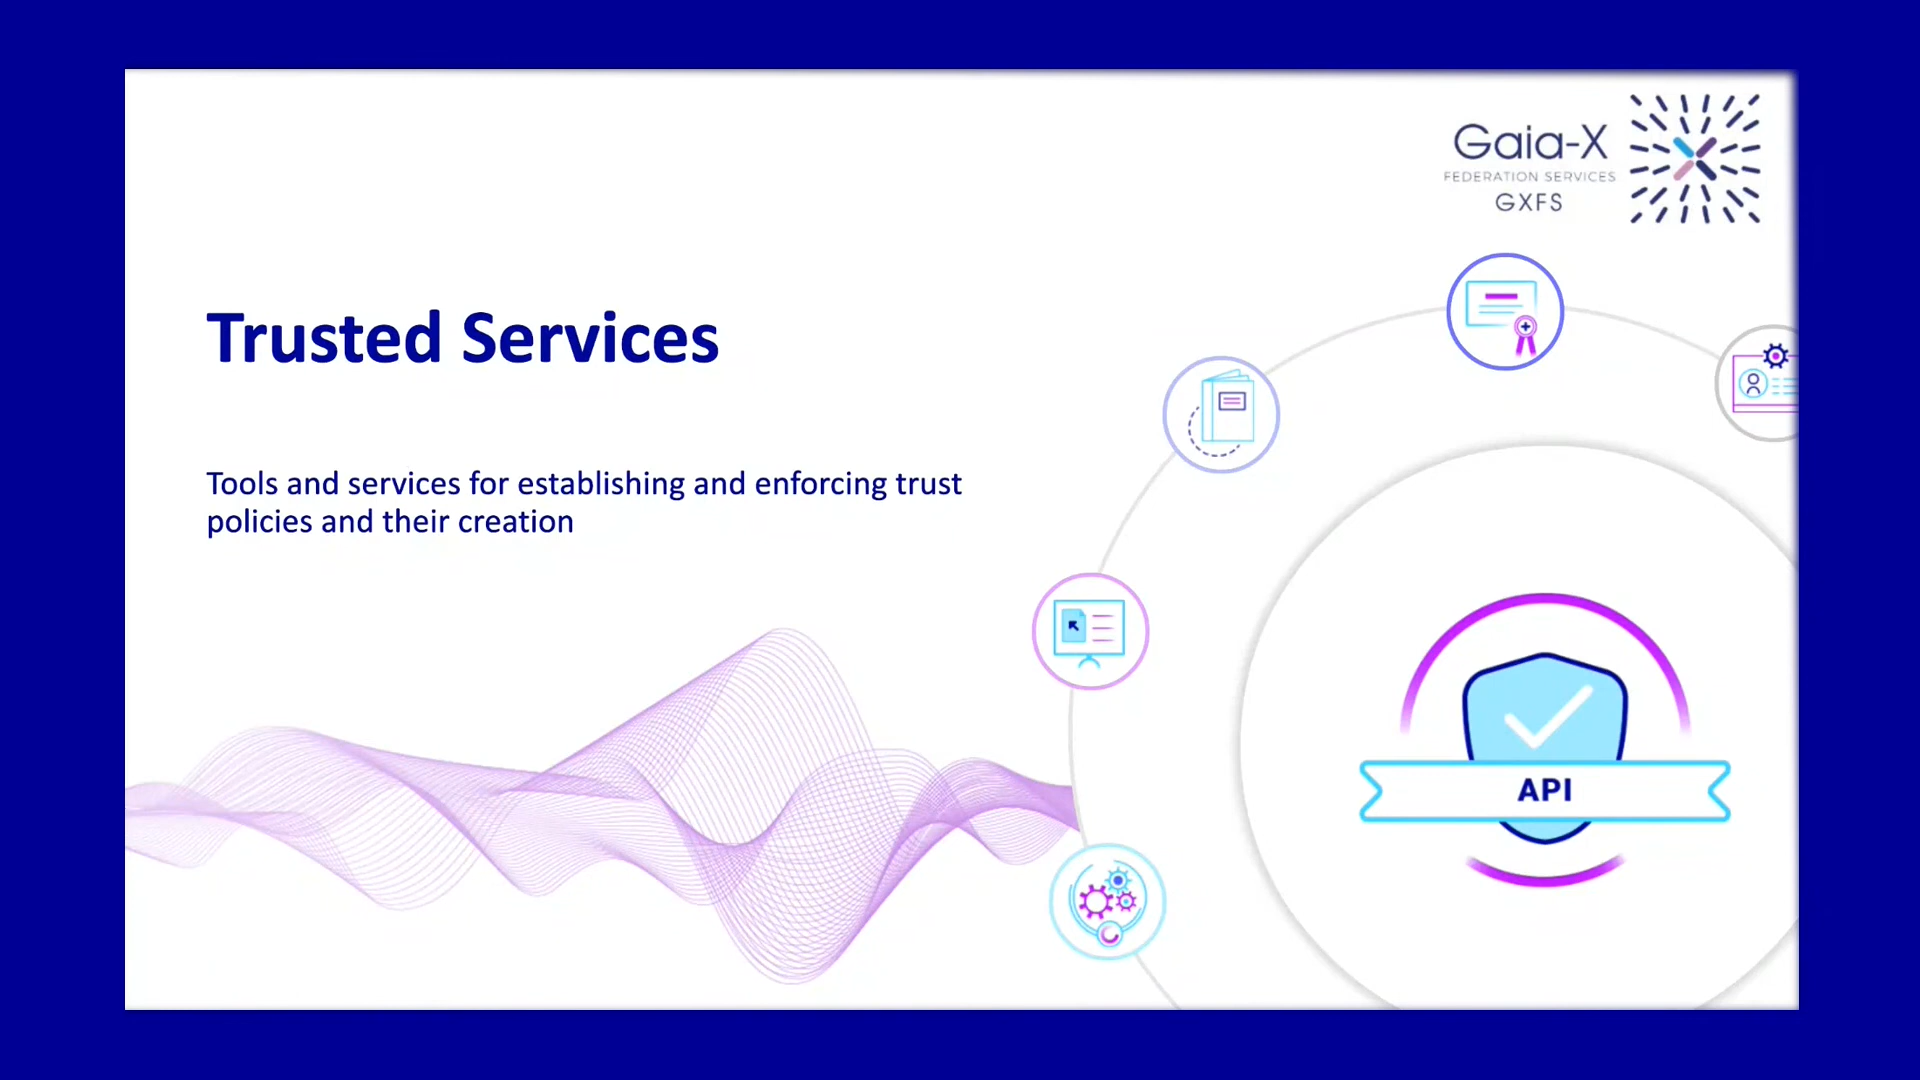 Gaia-X
FEDERATION SERVICES
GXFS
Trusted Services
Tools and services for establishing and enforcing trust
policies and their creation
API